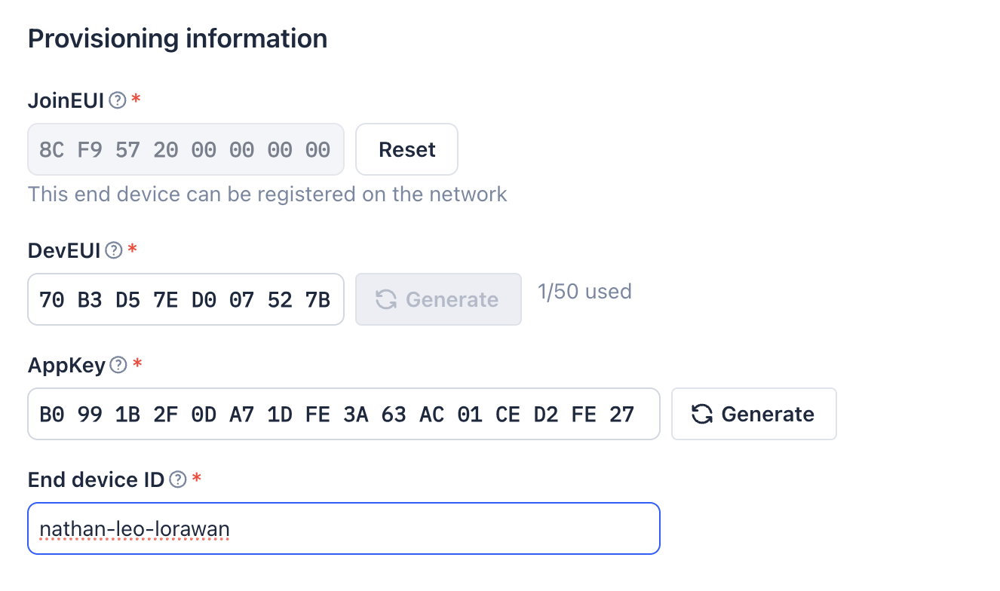 Provisioning information
JoinEUI ? *
8C F9 57 20 00 00 00 00 Reset
This end device can be registered on the network
DevEUI ? *
70 B3 D5 7E D0 07 52 7B Generate 1/50 used
AppKey ? *
B0 99 1B 2F 0D A7 1D FE 3A 63 AC 01 CE D2 FE 27 Generate
End device ID ? *
nathan-leo-lorawan